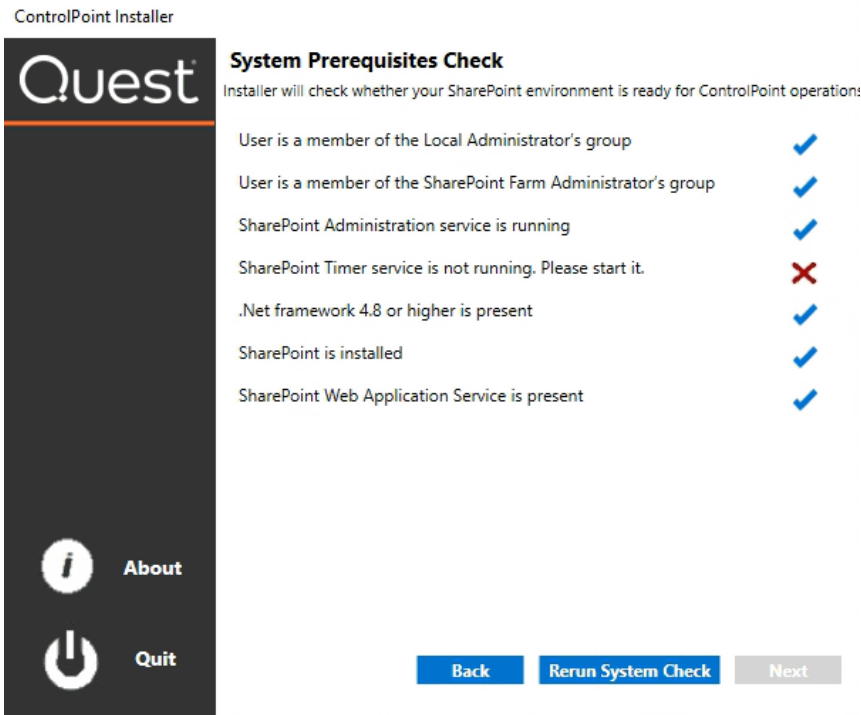 ControlPoint Installer
Quest
System Prerequisites Check
Installer will check whether your SharePoint environment is ready for ControlPoint operations
User is a member of the Local Administrator's group
User is a member of the SharePoint Farm Administrator's group
SharePoint Administration service is running
SharePoint Timer service is not running. Please start it.
.Net framework 4.8 or higher is present
SharePoint is installed
SharePoint Web Application Service is present
i
About
Quit
Back
Rerun System Check
Next